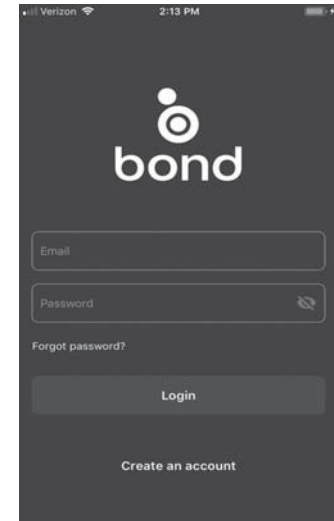 Verizon 2:13 PM
bond
Email
Password
Forgot password?
Login
Create an account